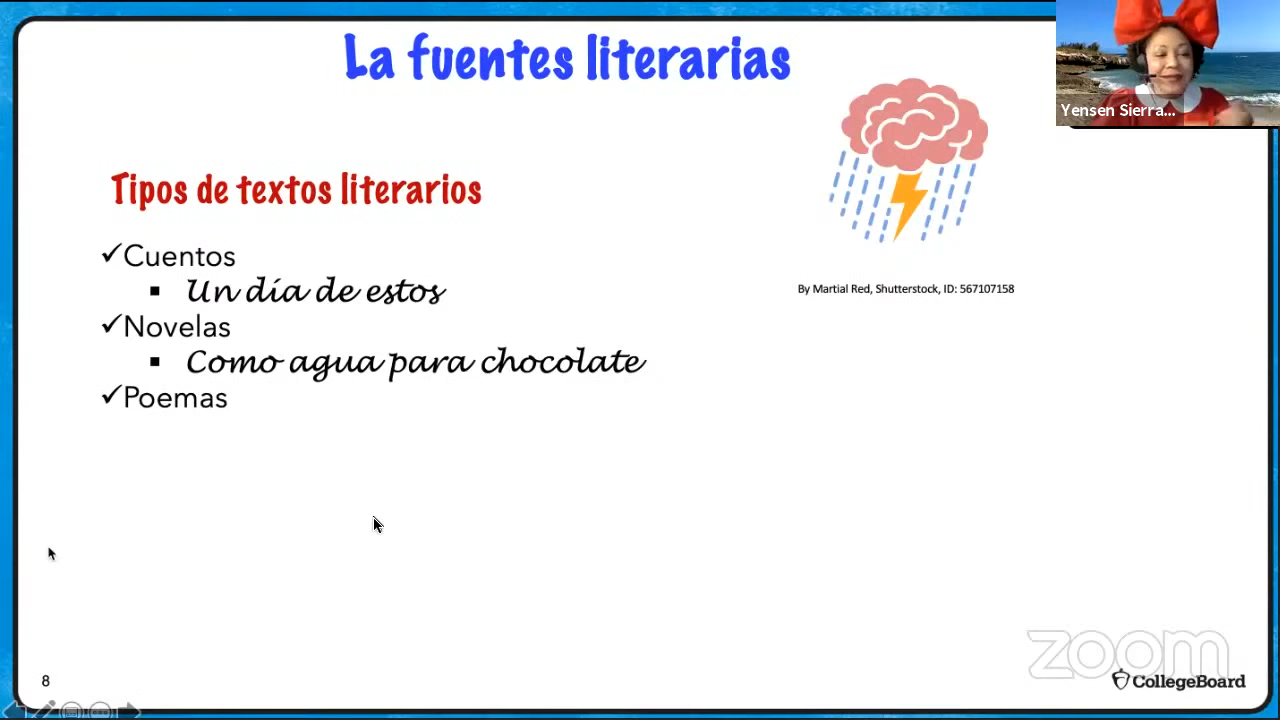 La fuentes literarias
Yensen Sierra...
Tipos de textos literarios
✓Cuentos
▪ Un día de estos
By Martial Red, Shutterstock, ID: 567107158
✓Novelas
▪ Como agua para chocolate
✓Poemas
zoom
8
CollegeBoard